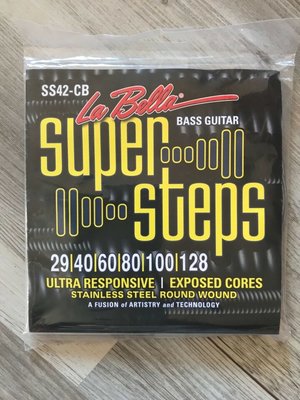 SS42-CB
La Bella
BASS GUITAR
super
steps
29|40|60|80|100|128
ULTRA RESPONSIVE | EXPOSED CORES
STAINLESS STEEL ROUND WOUND
A FUSION of ARTISTRY and TECHNOLOGY